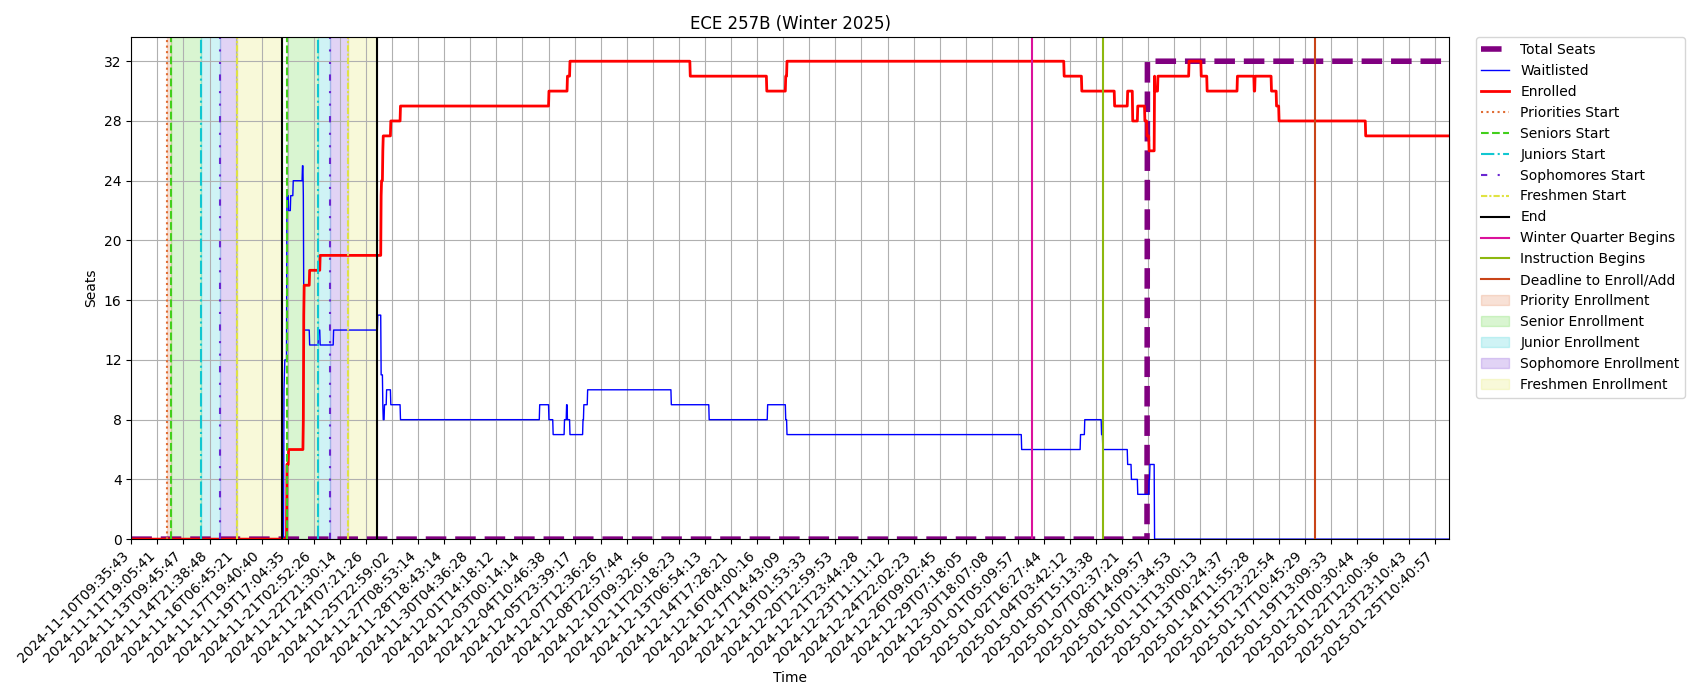 ECE 257B (Winter 2025)
Seats
32
28
24
20
16
12
8
4
0
2024-11-10T09:35:43
2024-11-11T19:05:41
2024-11-13T09:45:47
2024-11-14T21:38:48
2024-11-16T06:45:21
2024-11-17T19:40:40
2024-11-19T17:04:35
2024-11-21T02:52:26
2024-11-22T21:30:14
2024-11-24T07:21:26
2024-11-25T22:59:02
2024-11-27T08:53:14
2024-11-28T18:43:14
2024-11-30T04:36:28
2024-12-01T14:18:12
2024-12-03T00:14:14
2024-12-04T10:46:38
2024-12-05T23:39:17
2024-12-07T12:36:26
2024-12-08T22:57:44
2024-12-10T09:32:56
2024-12-11T20:18:23
2024-12-13T06:54:13
2024-12-14T17:28:21
2024-12-16T04:00:16
2024-12-17T14:43:09
2024-12-19T01:53:33
2024-12-20T12:59:53
2024-12-21T23:44:28
2024-12-23T11:11:12
2024-12-24T22:02:23
2024-12-26T09:02:45
2024-12-29T07:18:05
2024-12-30T18:07:08
2025-01-01T05:09:57
2025-01-02T16:27:44
2025-01-04T03:42:12
2025-01-05T15:13:38
2025-01-07T02:37:21
2025-01-08T14:09:57
2025-01-10T01:34:53
2025-01-11T13:00:13
2025-01-13T00:24:37
2025-01-14T11:55:28
2025-01-15T23:22:54
2025-01-17T10:45:29
2025-01-19T13:09:33
2025-01-21T00:30:44
2025-01-22T12:00:36
2025-01-23T23:10:43
2025-01-25T10:40:57
Time
Total Seats
Waitlisted
Enrolled
Priorities Start
Seniors Start
Juniors Start
Sophomores Start
Freshmen Start
End
Winter Quarter Begins
Instruction Begins
Deadline to Enroll/Add
Priority Enrollment
Senior Enrollment
Junior Enrollment
Sophomore Enrollment
Freshmen Enrollment